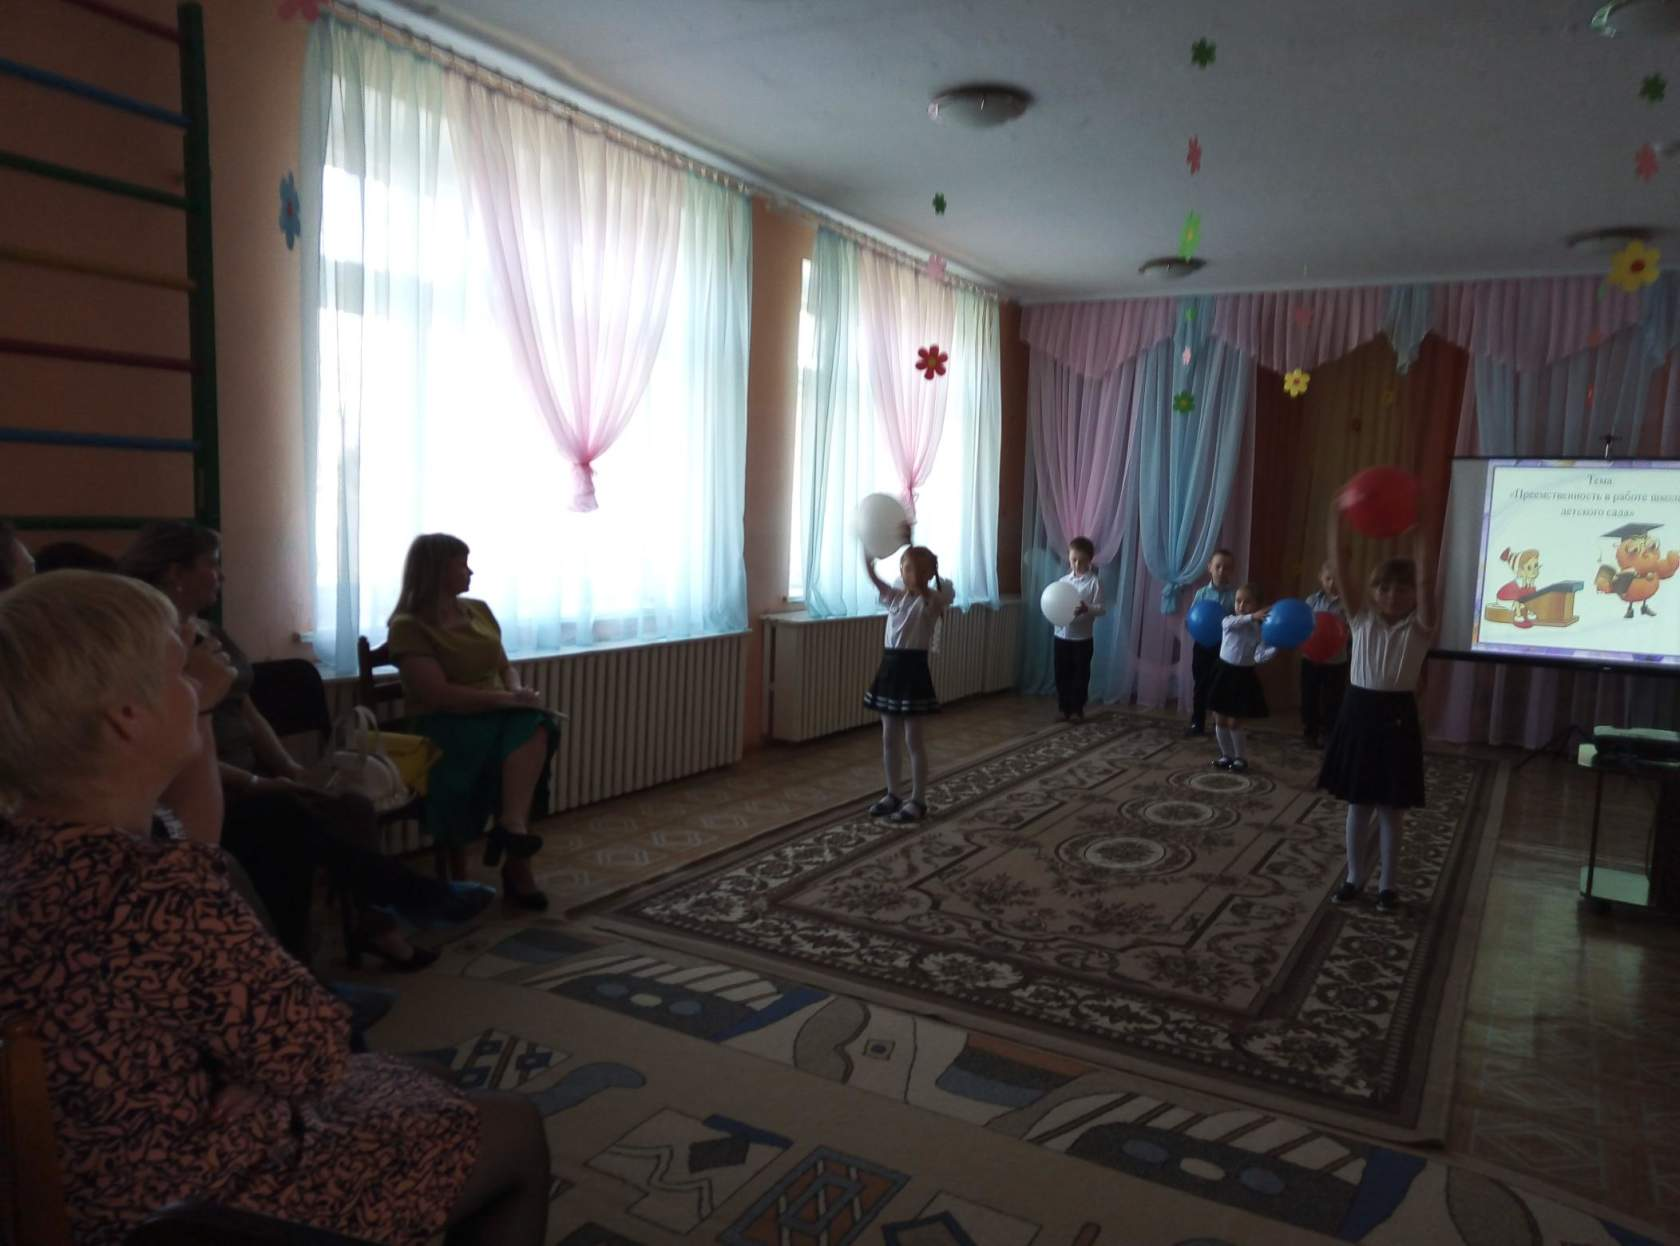 Тема
«Преемственность в работе школы
детского сада»